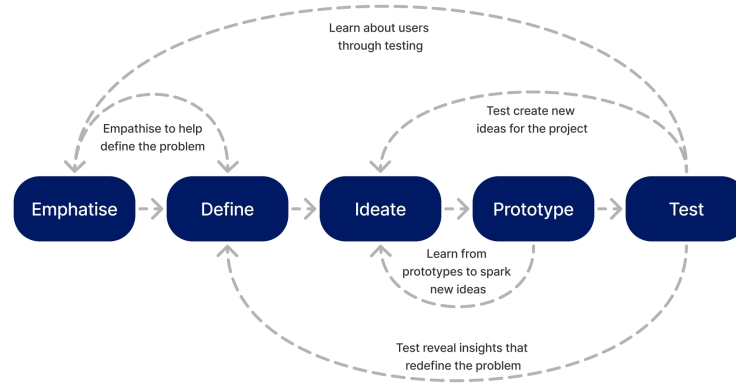 Learn about users
through testing
Test create new
ideas for the project
Empathise to help
define the problem
Emphatise
Define
Ideate
Prototype
Test
Learn from
prototypes to spark
new ideas
Test reveal insights that
redefine the problem